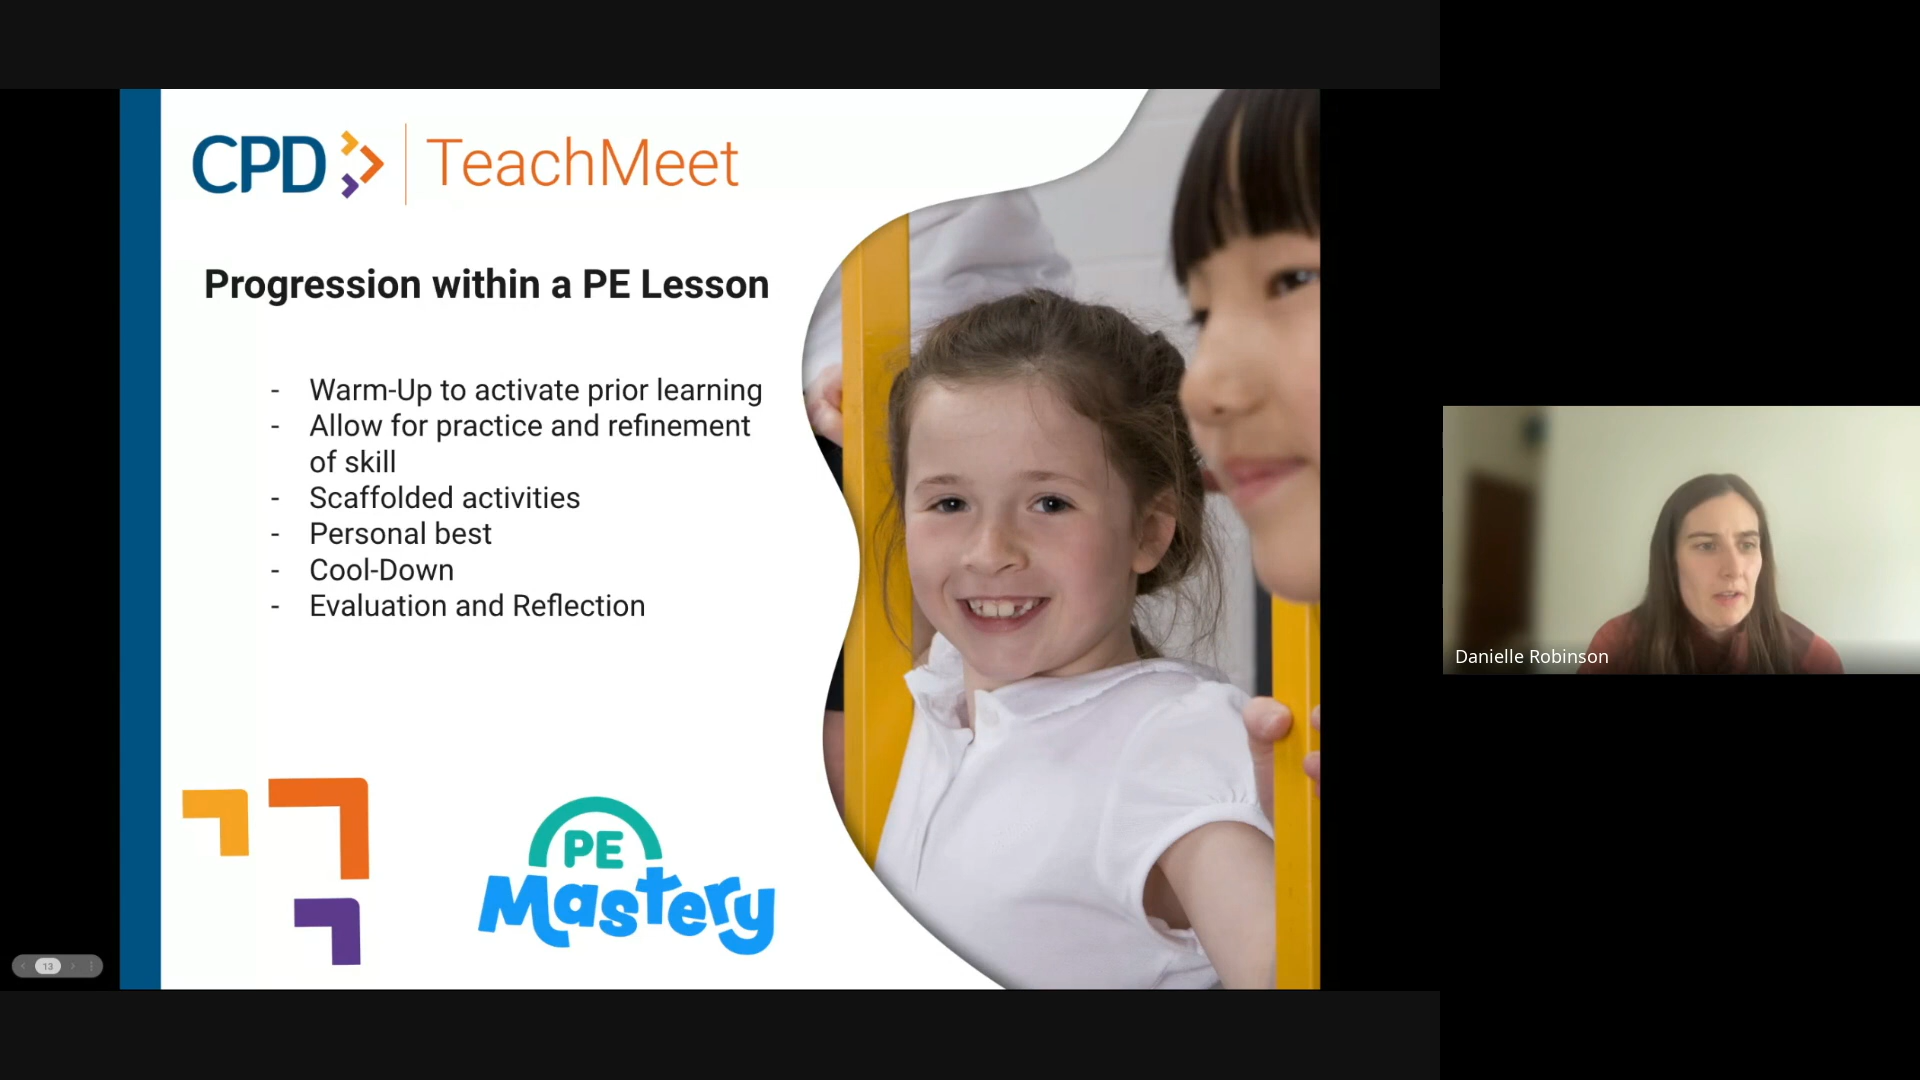 CPD | TeachMeet
Progression within a PE Lesson
- Warm-Up to activate prior learning
- Allow for practice and refinement
of skill
- Scaffolded activities
- Personal best
- Cool-Down
- Evaluation and Reflection
PE
Mastery
13
Danielle Robinson